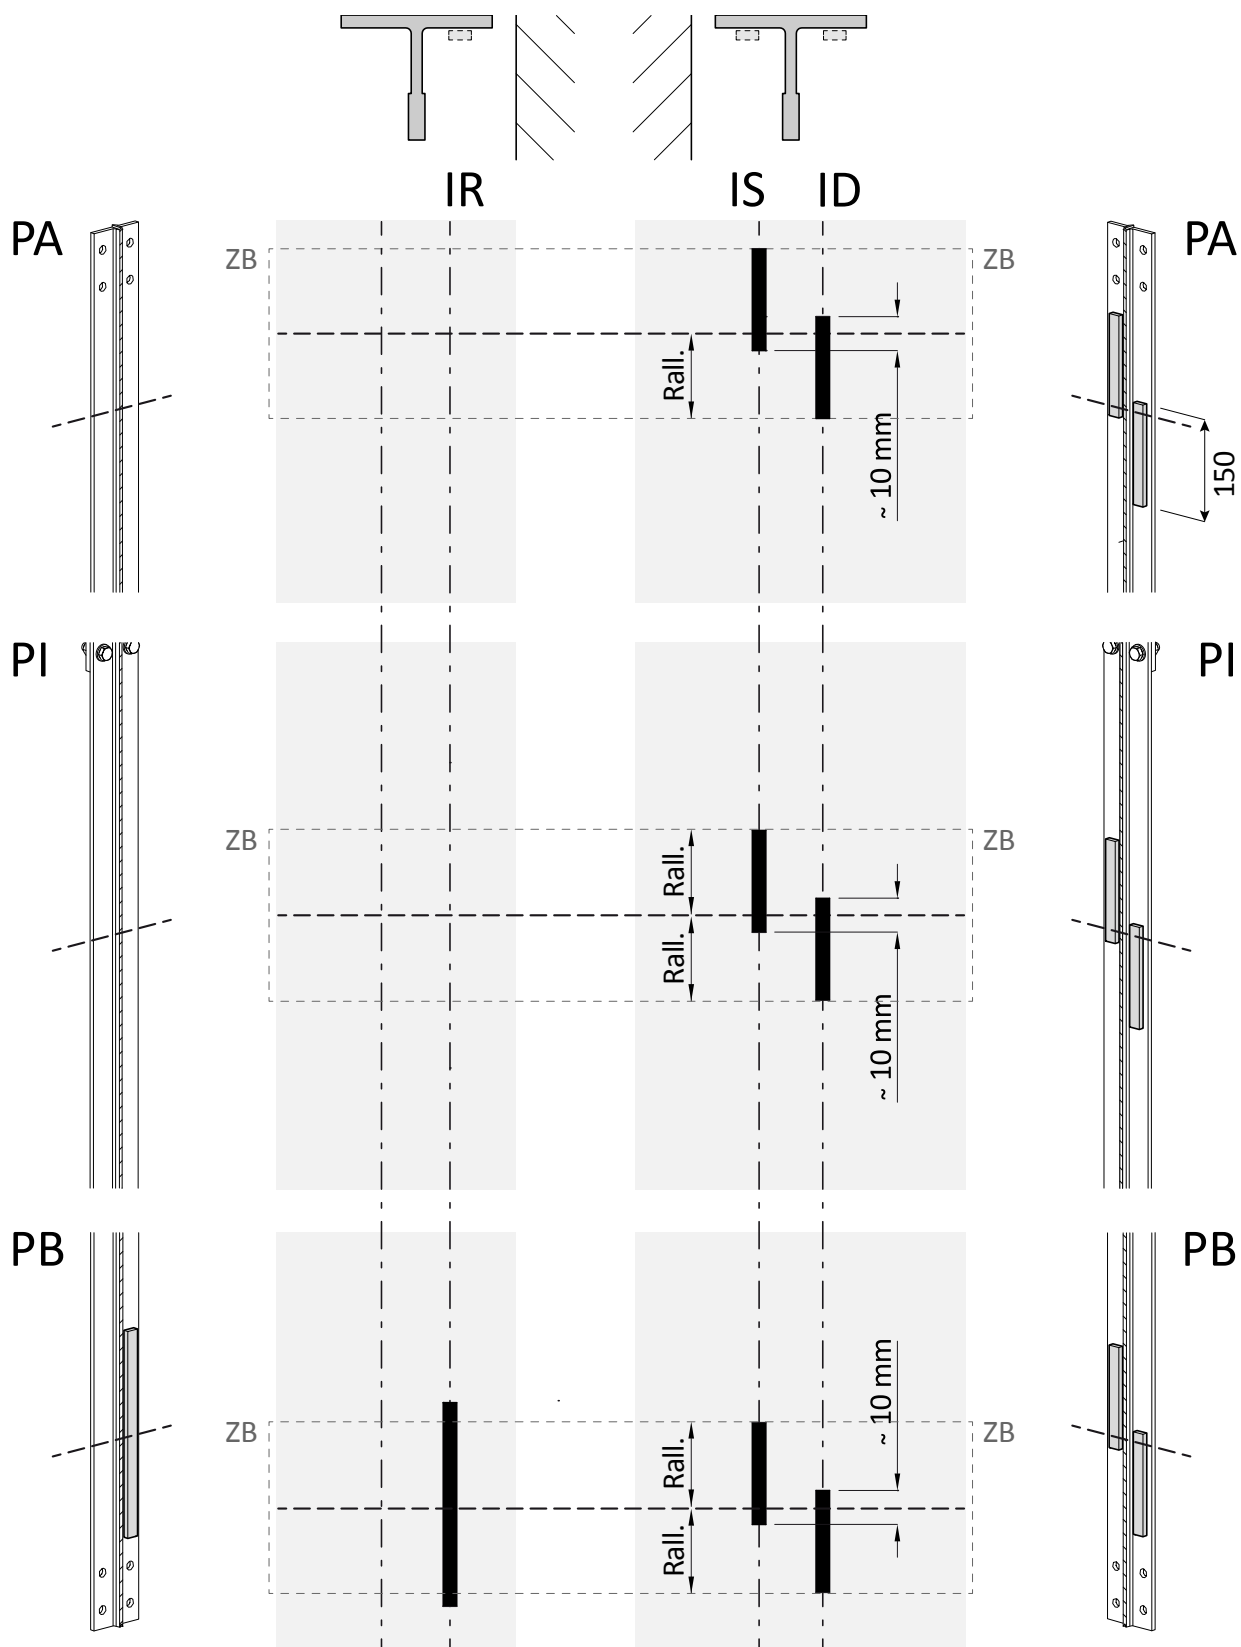 IR IS ID
PA PA
ZB ZB
Rall.
~ 10 mm
150
PI PI
ZB ZB
Rall.
Rall.
~ 10 mm
PB PB
~ 10 mm
ZB ZB
Rall.
Rall.